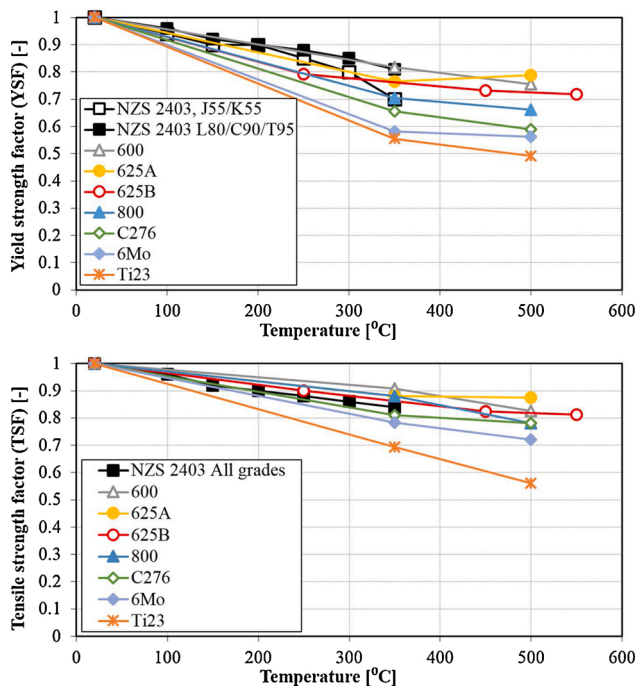 Yield strength factor (YSF) [-]
1
0.9
0.8
0.7
0.6
0.5
0.4
0.3
0.2
0.1
0
NZS 2403, J55/K55
NZS 2403 L80/C90/T95
600
625A
625B
800
C276
6Mo
Ti23
0 100 200 300 400 500 600
Temperature [⁰C]
Tensile strength factor (TSF) [-]
1
0.9
0.8
0.7
0.6
0.5
0.4
0.3
0.2
0.1
0
NZS 2403 All grades
600
625A
625B
800
C276
6Mo
Ti23
0 100 200 300 400 500 600
Temperature [⁰C]